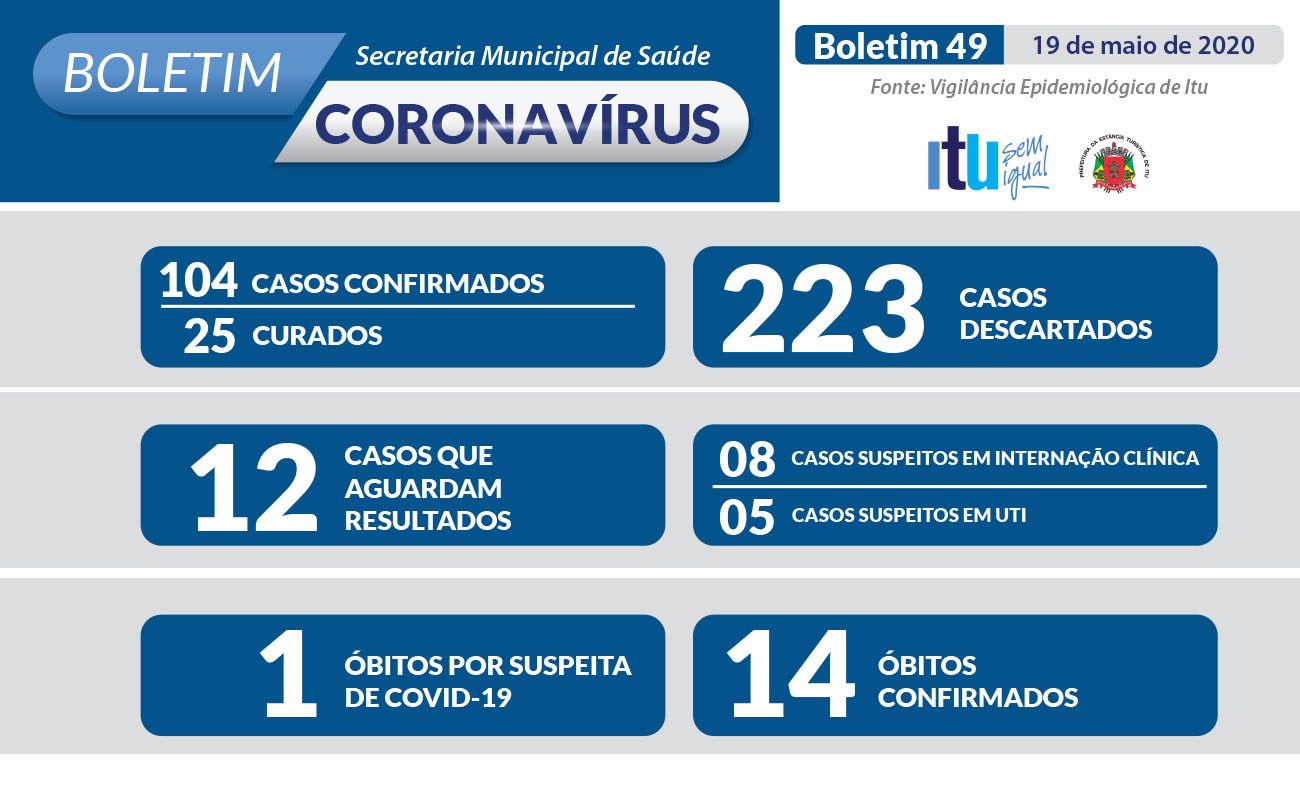 BOLETIM
Secretaria Municipal de Saúde
CORONAVÍRUS
Boletim 49
19 de maio de 2020
Fonte: Vigilância Epidemiológica de Itu
itu sem
igual
PREFEITURA DA ESTÂNCIA TURÍSTICA DE ITU
104 CASOS CONFIRMADOS
25 CURADOS
223 CASOS
DESCARTADOS
12 CASOS QUE
AGUARDAM
RESULTADOS
08 CASOS SUSPEITOS EM INTERNAÇÃO CLÍNICA
05 CASOS SUSPEITOS EM UTI
1 ÓBITOS POR SUSPEITA
DE COVID-19
14 ÓBITOS
CONFIRMADOS